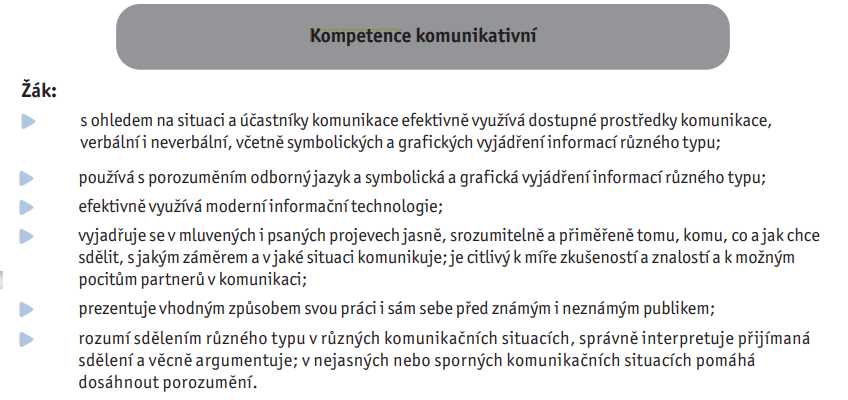 Kompetence komunikativní
Žák:
s ohledem na situaci a účastníky komunikace efektivně využívá dostupné prostředky komunikace,
verbální i neverbální, včetně symbolických a grafických vyjádření informací různého typu;
používá s porozuměním odborný jazyk a symbolická a grafická vyjádření informací různého typu;
efektivně využívá moderní informační technologie;
vyjadřuje se v mluvených i psaných projevech jasně, srozumitelně a přiměřeně tomu, komu, co a jak chce
sdělit, s jakým záměrem a v jaké situaci komunikuje; je citlivý k míře zkušeností a znalostí a k možným
pocitům partnerů v komunikaci;
prezentuje vhodným způsobem svou práci i sám sebe před známým i neznámým publikem;
rozumí sdělením různého typu v různých komunikačních situacích, správně interpretuje přijímaná
sdělení a věcně argumentuje; v nejasných nebo sporných komunikačních situacích pomáhá
dosáhnout porozumění.